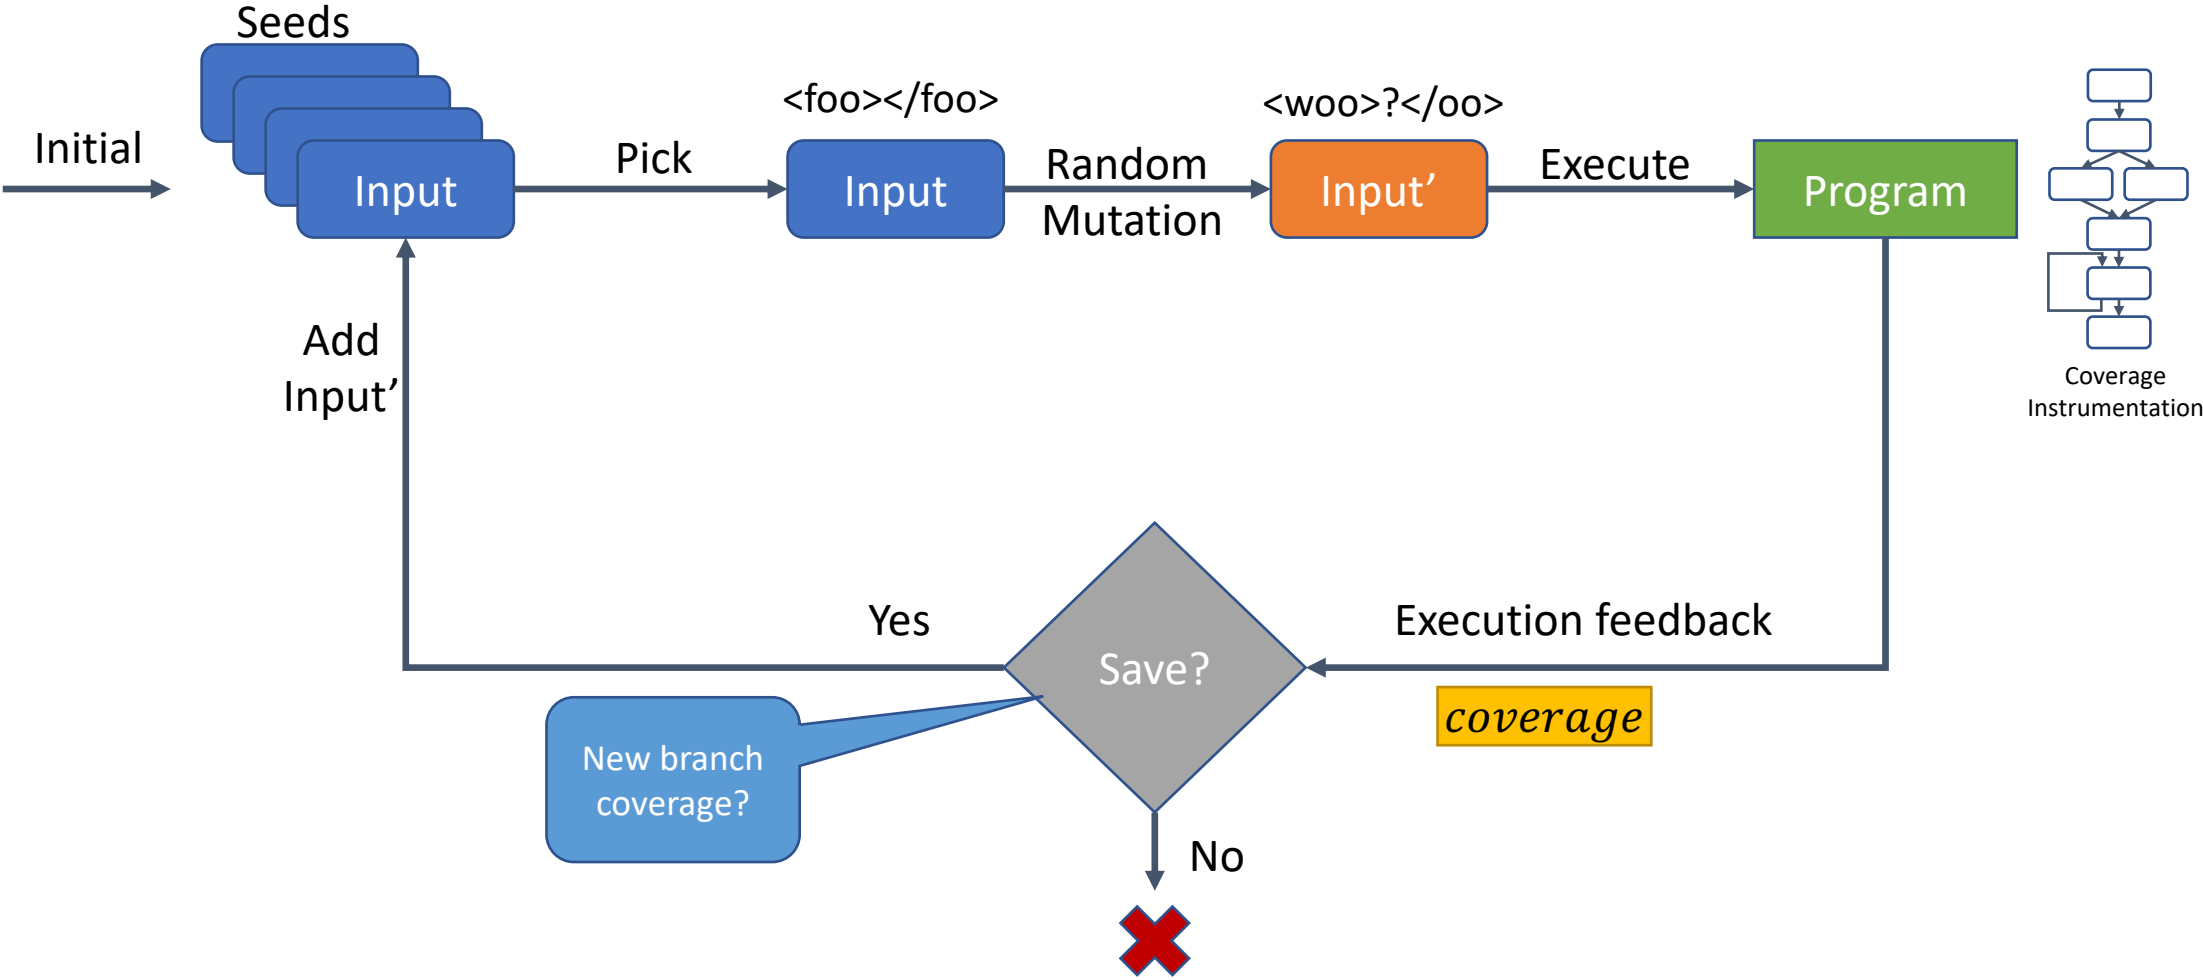 Seeds
Initial
Input
Pick
<foo></foo>
Input
Random
Mutation
<woo>?</oo>
Input’
Execute
Program
Coverage
Instrumentation
Add
Input’
Yes
Save?
Execution feedback
coverage
New branch
coverage?
No